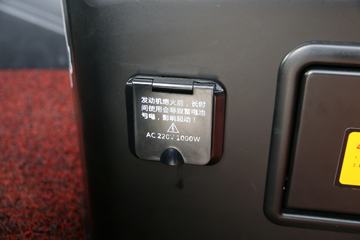 发动机熄火后，长时
间使用会导致蓄电池
亏电，影响起动！
AC 220V 1000W